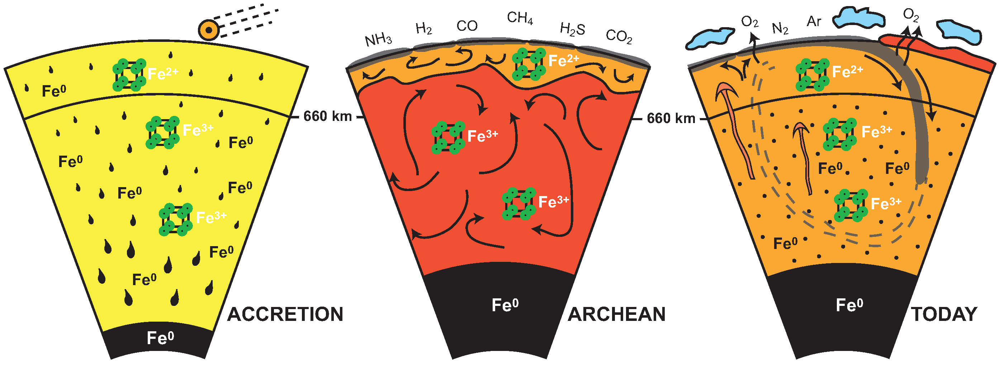 Fe²⁺
Fe⁰
Fe³⁺
Fe⁰
Fe⁰
Fe⁰
Fe⁰
Fe³⁺
Fe⁰
Fe⁰
Fe⁰
ACCRETION
660 km
NH₃ H₂ CO CH₄ H₂S CO₂
Fe²⁺
Fe³⁺
Fe³⁺
Fe⁰
ARCHEAN
660 km
O₂ N₂ Ar O₂
Fe²⁺
Fe³⁺
Fe⁰ Fe⁰
Fe³⁺
Fe⁰
Fe⁰
TODAY